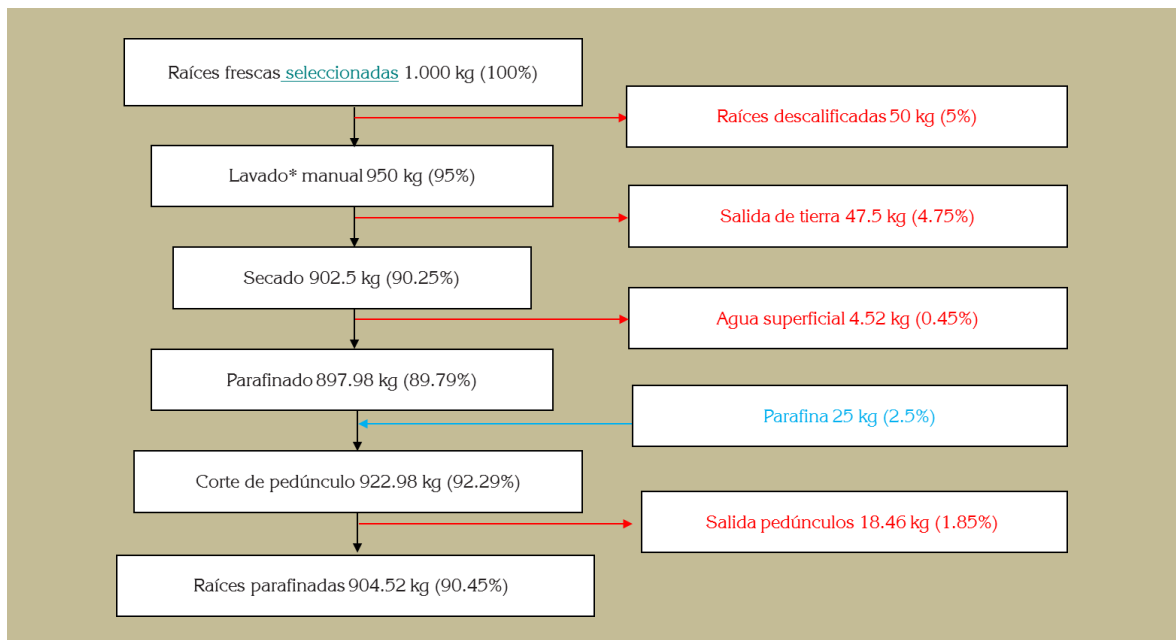 Raíces frescas seleccionadas 1.000 kg (100%)
Raíces descalificadas 50 kg (5%)
Lavado* manual 950 kg (95%)
Salida de tierra 47.5 kg (4.75%)
Secado 902.5 kg (90.25%)
Agua superficial 4.52 kg (0.45%)
Parafinado 897.98 kg (89.79%)
Parafina 25 kg (2.5%)
Corte de pedúnculo 922.98 kg (92.29%)
Salida pedúnculos 18.46 kg (1.85%)
Raíces parafinadas 904.52 kg (90.45%)